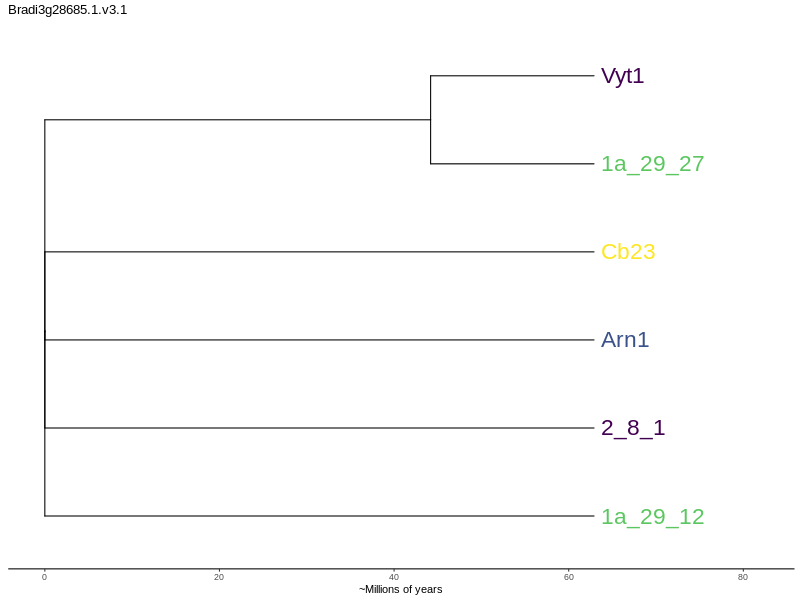 Bradi3g28685.1.v3.1
Vyt1
1a_29_27
Cb23
Arn1
2_8_1
1a_29_12
0 20 40 60 80
~Millions of years